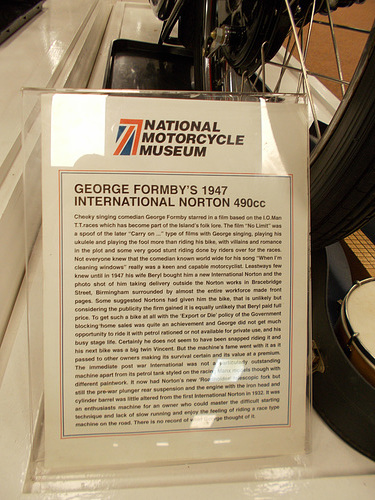 NATIONAL
MOTORCYCLE
MUSEUM
GEORGE FORMBY'S 1947
INTERNATIONAL NORTON 490cc
Cheeky singing comedian George Formby starred in a film based on the I.O.Man
T.T.races which has become part of the Island's folk lore. The film "No Limit" was
a spoof of the later "Carry on ..." type of films with George singing, playing his
ukulele and playing the fool more than riding his bike, with villains and romance
in the plot and some very good stunt riding done by riders over for the races.
Not everyone knew that the comedian known world wide for his song "When I'm
cleaning windows" really was a keen and capable motorcyclist. Leastways few
knew until in 1947 his wife Beryl bought him a new International Norton and the
photo shot of him taking delivery outside the Norton works in Bracebridge
Street, Birmingham surrounded by almost the entire workforce made front
pages. Some suggested Nortons had given him the bike, that is unlikely but
considering the publicity the firm gained it is equally unlikely that Beryl paid full
price. To get such a bike at all with the 'Export or Die' policy of the Government
blocking home sales was quite an achievement and George did not get much
opportunity to ride it with petrol rationed or not available for private use, and his
busy stage life. Certainly he does not seem to have been snapped riding it and
his next bike was a big twin Vincent. But the machine's fame went with it as it
passed to other owners making its survival certain and its value at a premium.
The immediate post war International was not a outstanding
machine apart from its petrol tank styled on the racing though with
different paintwork. It now had Norton's new 'Roadholder' telescopic fork but
still the pre-war plunger rear suspension and the engine with the iron head and
cylinder barrel was little altered from the first International Norton in 1932. It was
an enthusiasts machine for an owner who could master the difficult starting
technique and lack of slow running and enjoy the feeling of riding a race type
machine on the road. There is no record of thought of it.